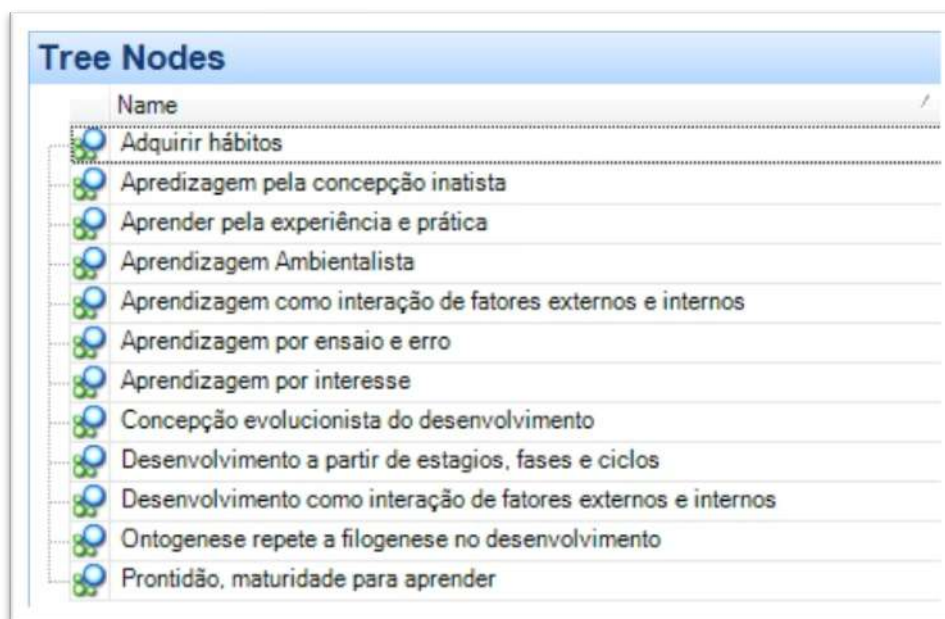 Tree Nodes
Name
Adquirir hábitos
Apredizagem pela concepção inatista
Aprender pela experiência e prática
Aprendizagem Ambientalista
Aprendizagem como interação de fatores externos e internos
Aprendizagem por ensaio e erro
Aprendizagem por interesse
Concepção evolucionista do desenvolvimento
Desenvolvimento a partir de estagios, fases e ciclos
Desenvolvimento como interação de fatores externos e internos
Ontogenese repete a filogenese no desenvolvimento
Prontidão, maturidade para aprender